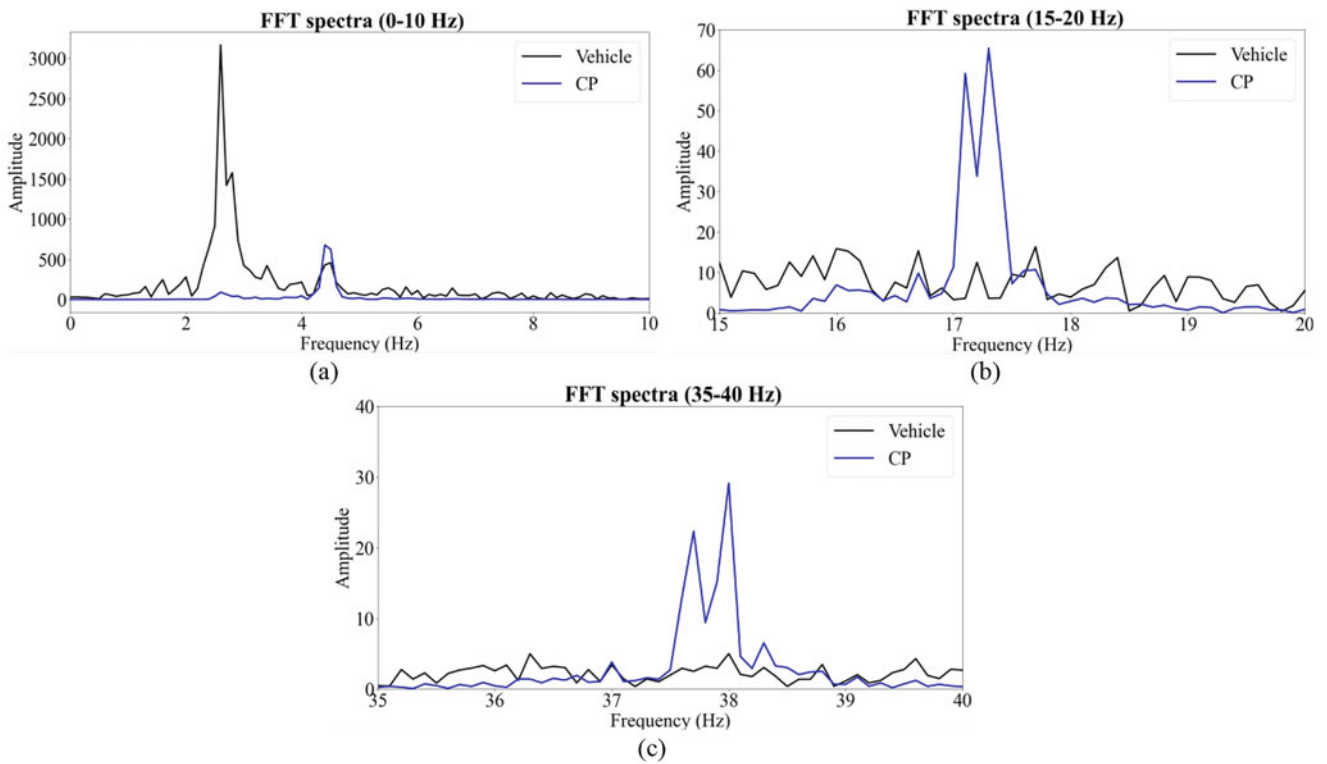 FFT spectra (0-10 Hz)
3000
2500
2000
1500
1000
500
0
Amplitude
Vehicle
CP
0 2 4 6 8 10
Frequency (Hz)
(a)
FFT spectra (15-20 Hz)
70
60
50
40
30
20
10
0
Amplitude
Vehicle
CP
15 16 17 18 19 20
Frequency (Hz)
(b)
FFT spectra (35-40 Hz)
40
30
20
10
0
Amplitude
Vehicle
CP
35 36 37 38 39 40
Frequency (Hz)
(c)